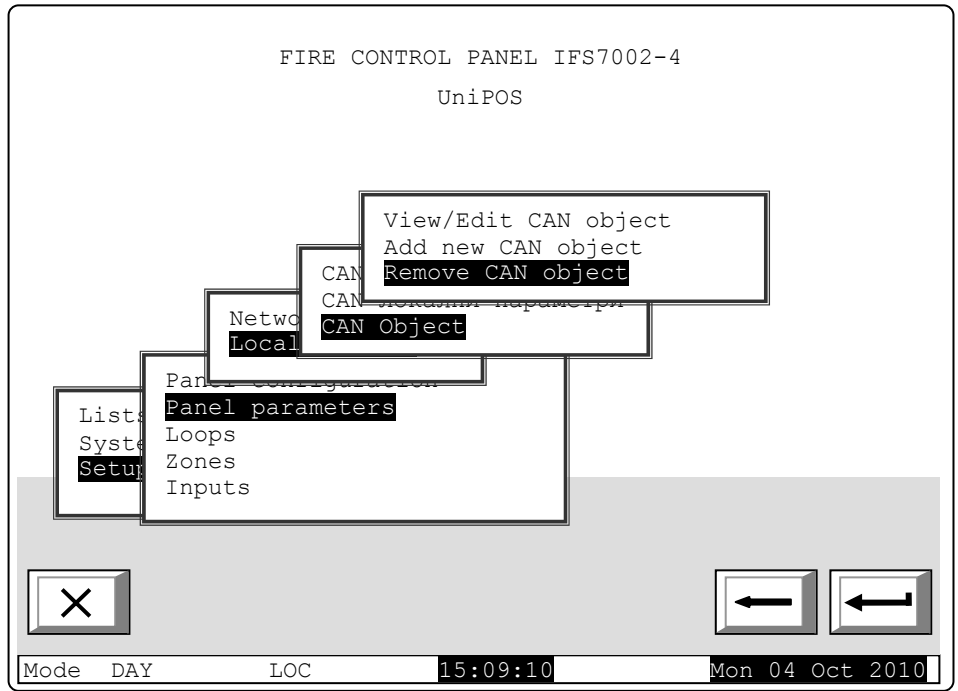 FIRE CONTROL PANEL IFS7002-4
UniPOS
View/Edit CAN object
Add new CAN object
Remove CAN object
CAN
CAN локални параметри
CAN Object
Netwo
Local
Panel Configuration
Panel parameters
Loops
Zones
Inputs
Lists
Syste
Setup
Mode DAY LOC 15:09:10 Mon 04 Oct 2010